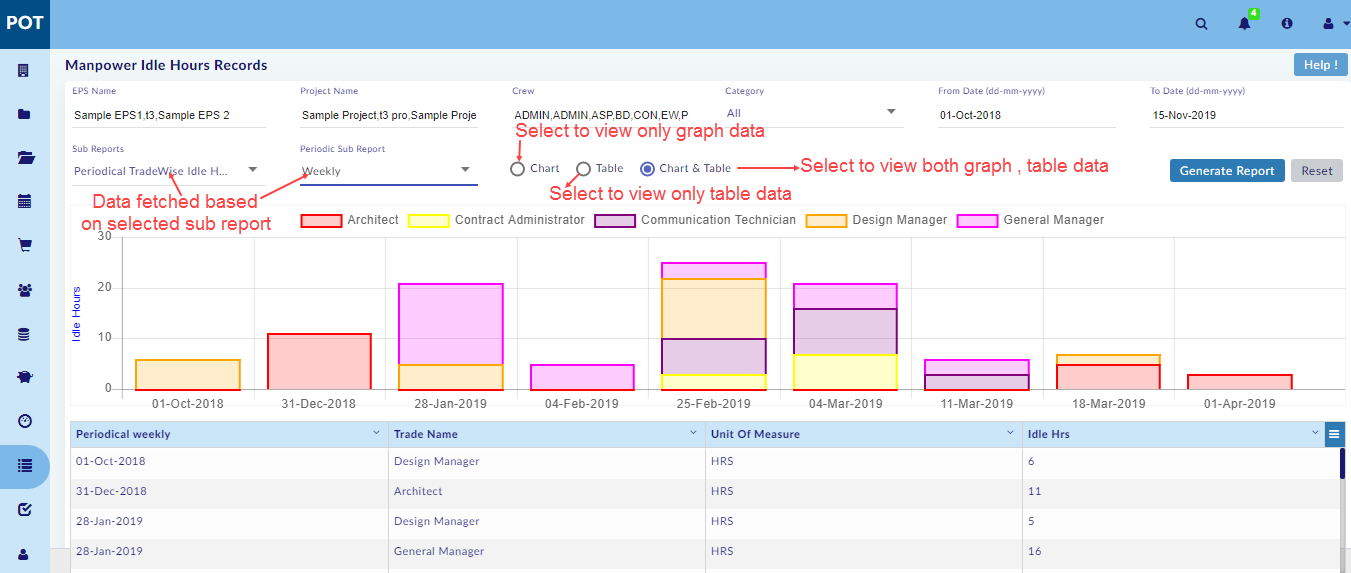 POT
4
Manpower Idle Hours Records
Help !
EPS Name
Project Name
Crew
Category
From Date (dd-mm-yyyy)
To Date (dd-mm-yyyy)
Sample EPS1,t3,Sample EPS 2
Sample Project,t3 pro,Sample Proje
ADMIN,ADMIN,ASP,BD,CON,EW,P
All
01-Oct-2018
15-Nov-2019
Select to view only graph data
Sub Reports
Periodic Sub Report
Periodical TradeWise Idle H...
Weekly
Chart
Table
Chart & Table
Select to view both graph , table data
Generate Report
Reset
Select to view only table data
Data fetched based
on selected sub report
Architect
Contract Administrator
Communication Technician
Design Manager
General Manager
Idle Hours
30
20
10
0
01-Oct-2018
31-Dec-2018
28-Jan-2019
04-Feb-2019
25-Feb-2019
04-Mar-2019
11-Mar-2019
18-Mar-2019
01-Apr-2019
Periodical weekly Trade Name Unit Of Measure Idle Hrs
01-Oct-2018 Design Manager HRS 6
31-Dec-2018 Architect HRS 11
28-Jan-2019 Design Manager HRS 5
28-Jan-2019 General Manager HRS 16